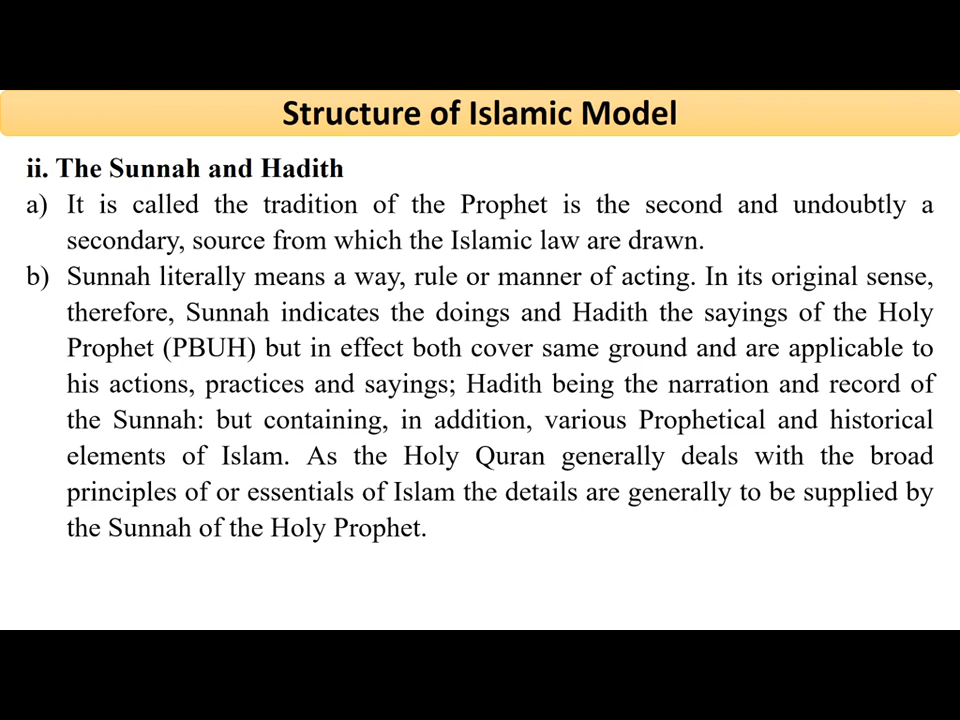 Structure of Islamic Model
ii. The Sunnah and Hadith
a) It is called the tradition of the Prophet is the second and undoubtly a
secondary, source from which the Islamic law are drawn.
b) Sunnah literally means a way, rule or manner of acting. In its original sense,
therefore, Sunnah indicates the doings and Hadith the sayings of the Holy
Prophet (PBUH) but in effect both cover same ground and are applicable to
his actions, practices and sayings; Hadith being the narration and record of
the Sunnah: but containing, in addition, various Prophetical and historical
elements of Islam. As the Holy Quran generally deals with the broad
principles of or essentials of Islam the details are generally to be supplied by
the Sunnah of the Holy Prophet.